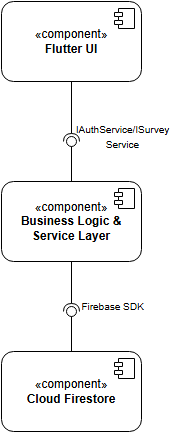 «component»
Flutter UI
IAuthService/ISurvey
Service
«component»
Business Logic &
Service Layer
Firebase SDK
«component»
Cloud Firestore